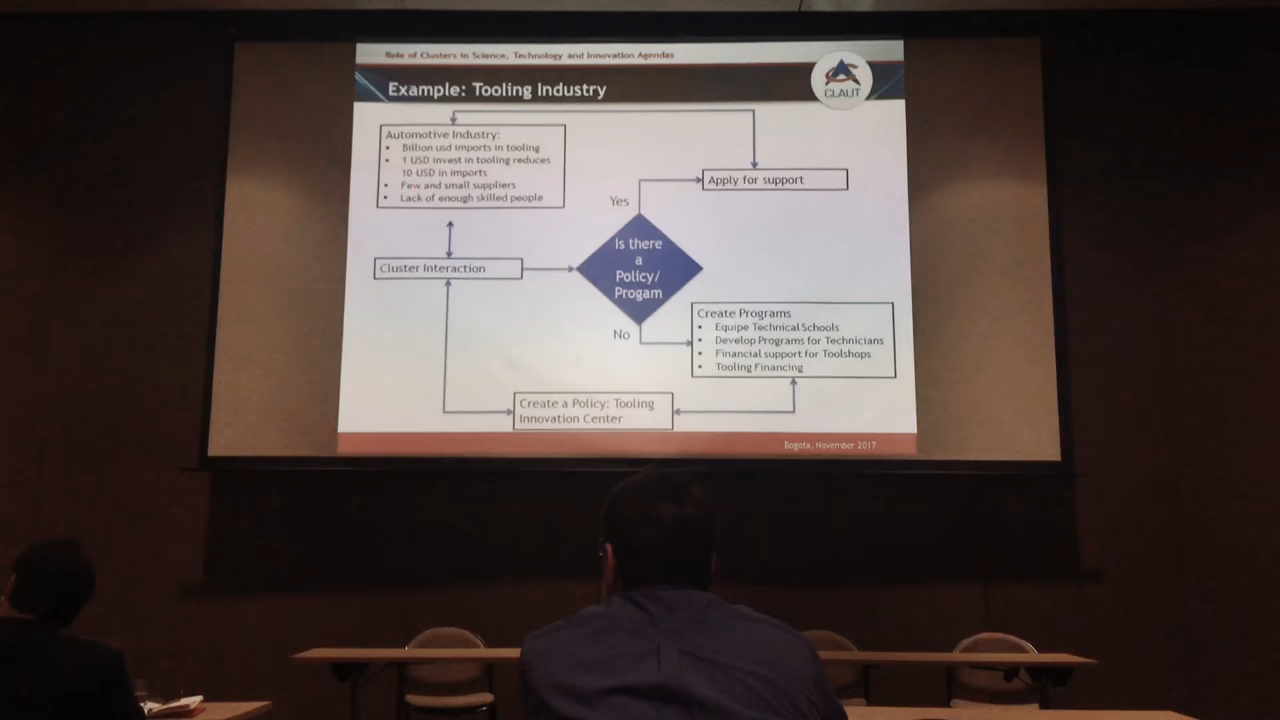 Role of Clusters in Science, Technology and Innovation Agendas
Example: Tooling Industry
CLAUT
Automotive Industry:
• Billion usd imports in tooling
• 1 USD invest in tooling reduces
10 USD in imports
• Few and small suppliers
• Lack of enough skilled people
Apply for support
Yes
Is there
a
Policy/
Progam
Cluster Interaction
No
Create Programs
• Equipe Technical Schools
• Develop Programs for Technicians
• Financial support for Toolshops
• Tooling Financing
Create a Policy: Tooling
Innovation Center
Bogota, November 2017